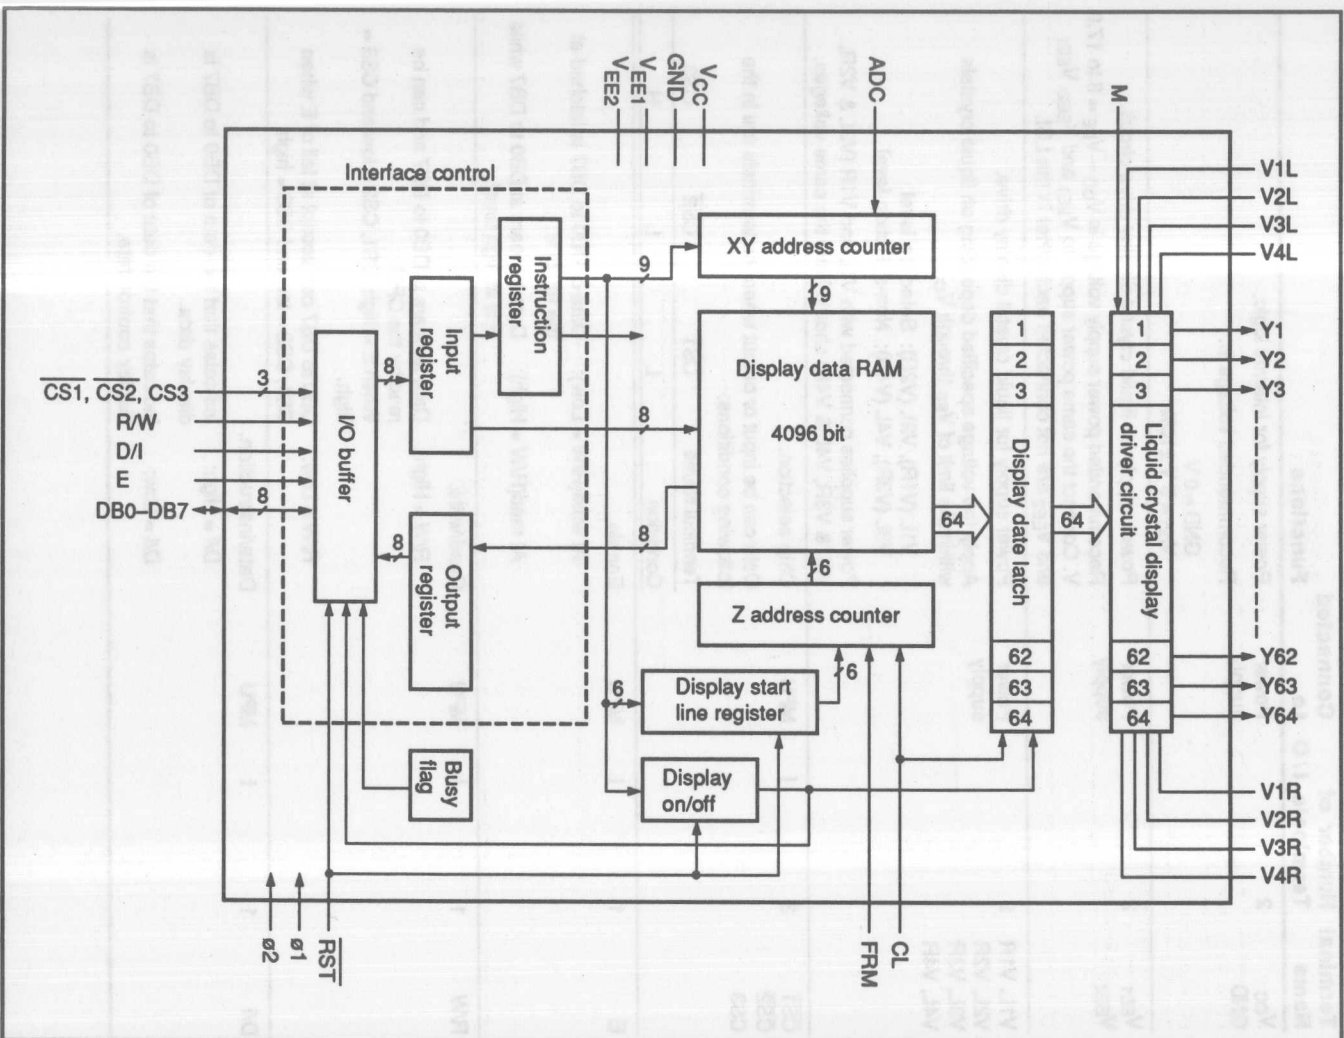 VCC
GND
VEE1
VEE2
ADC
M
V1L
V2L
V3L
V4L
Interface control
XY address counter
9
9
Instruction
register
Input
register
I/O buffer
8
CS1, CS2, CS3
3
R/W
D/I
E
DB0–DB7
8
8
Output
register
8
8
Display data RAM
4096 bit
64
6
Z address counter
6
1
2
3
Display date latch
62
63
64
64
1
2
3
Liquid crystal display
driver circuit
62
63
64
Y1
Y2
Y3
Y62
Y63
Y64
6
Display start
line register
Display
on/off
Busy
flag
V1R
V2R
V3R
V4R
ø2
ø1
RST
FRM
CL